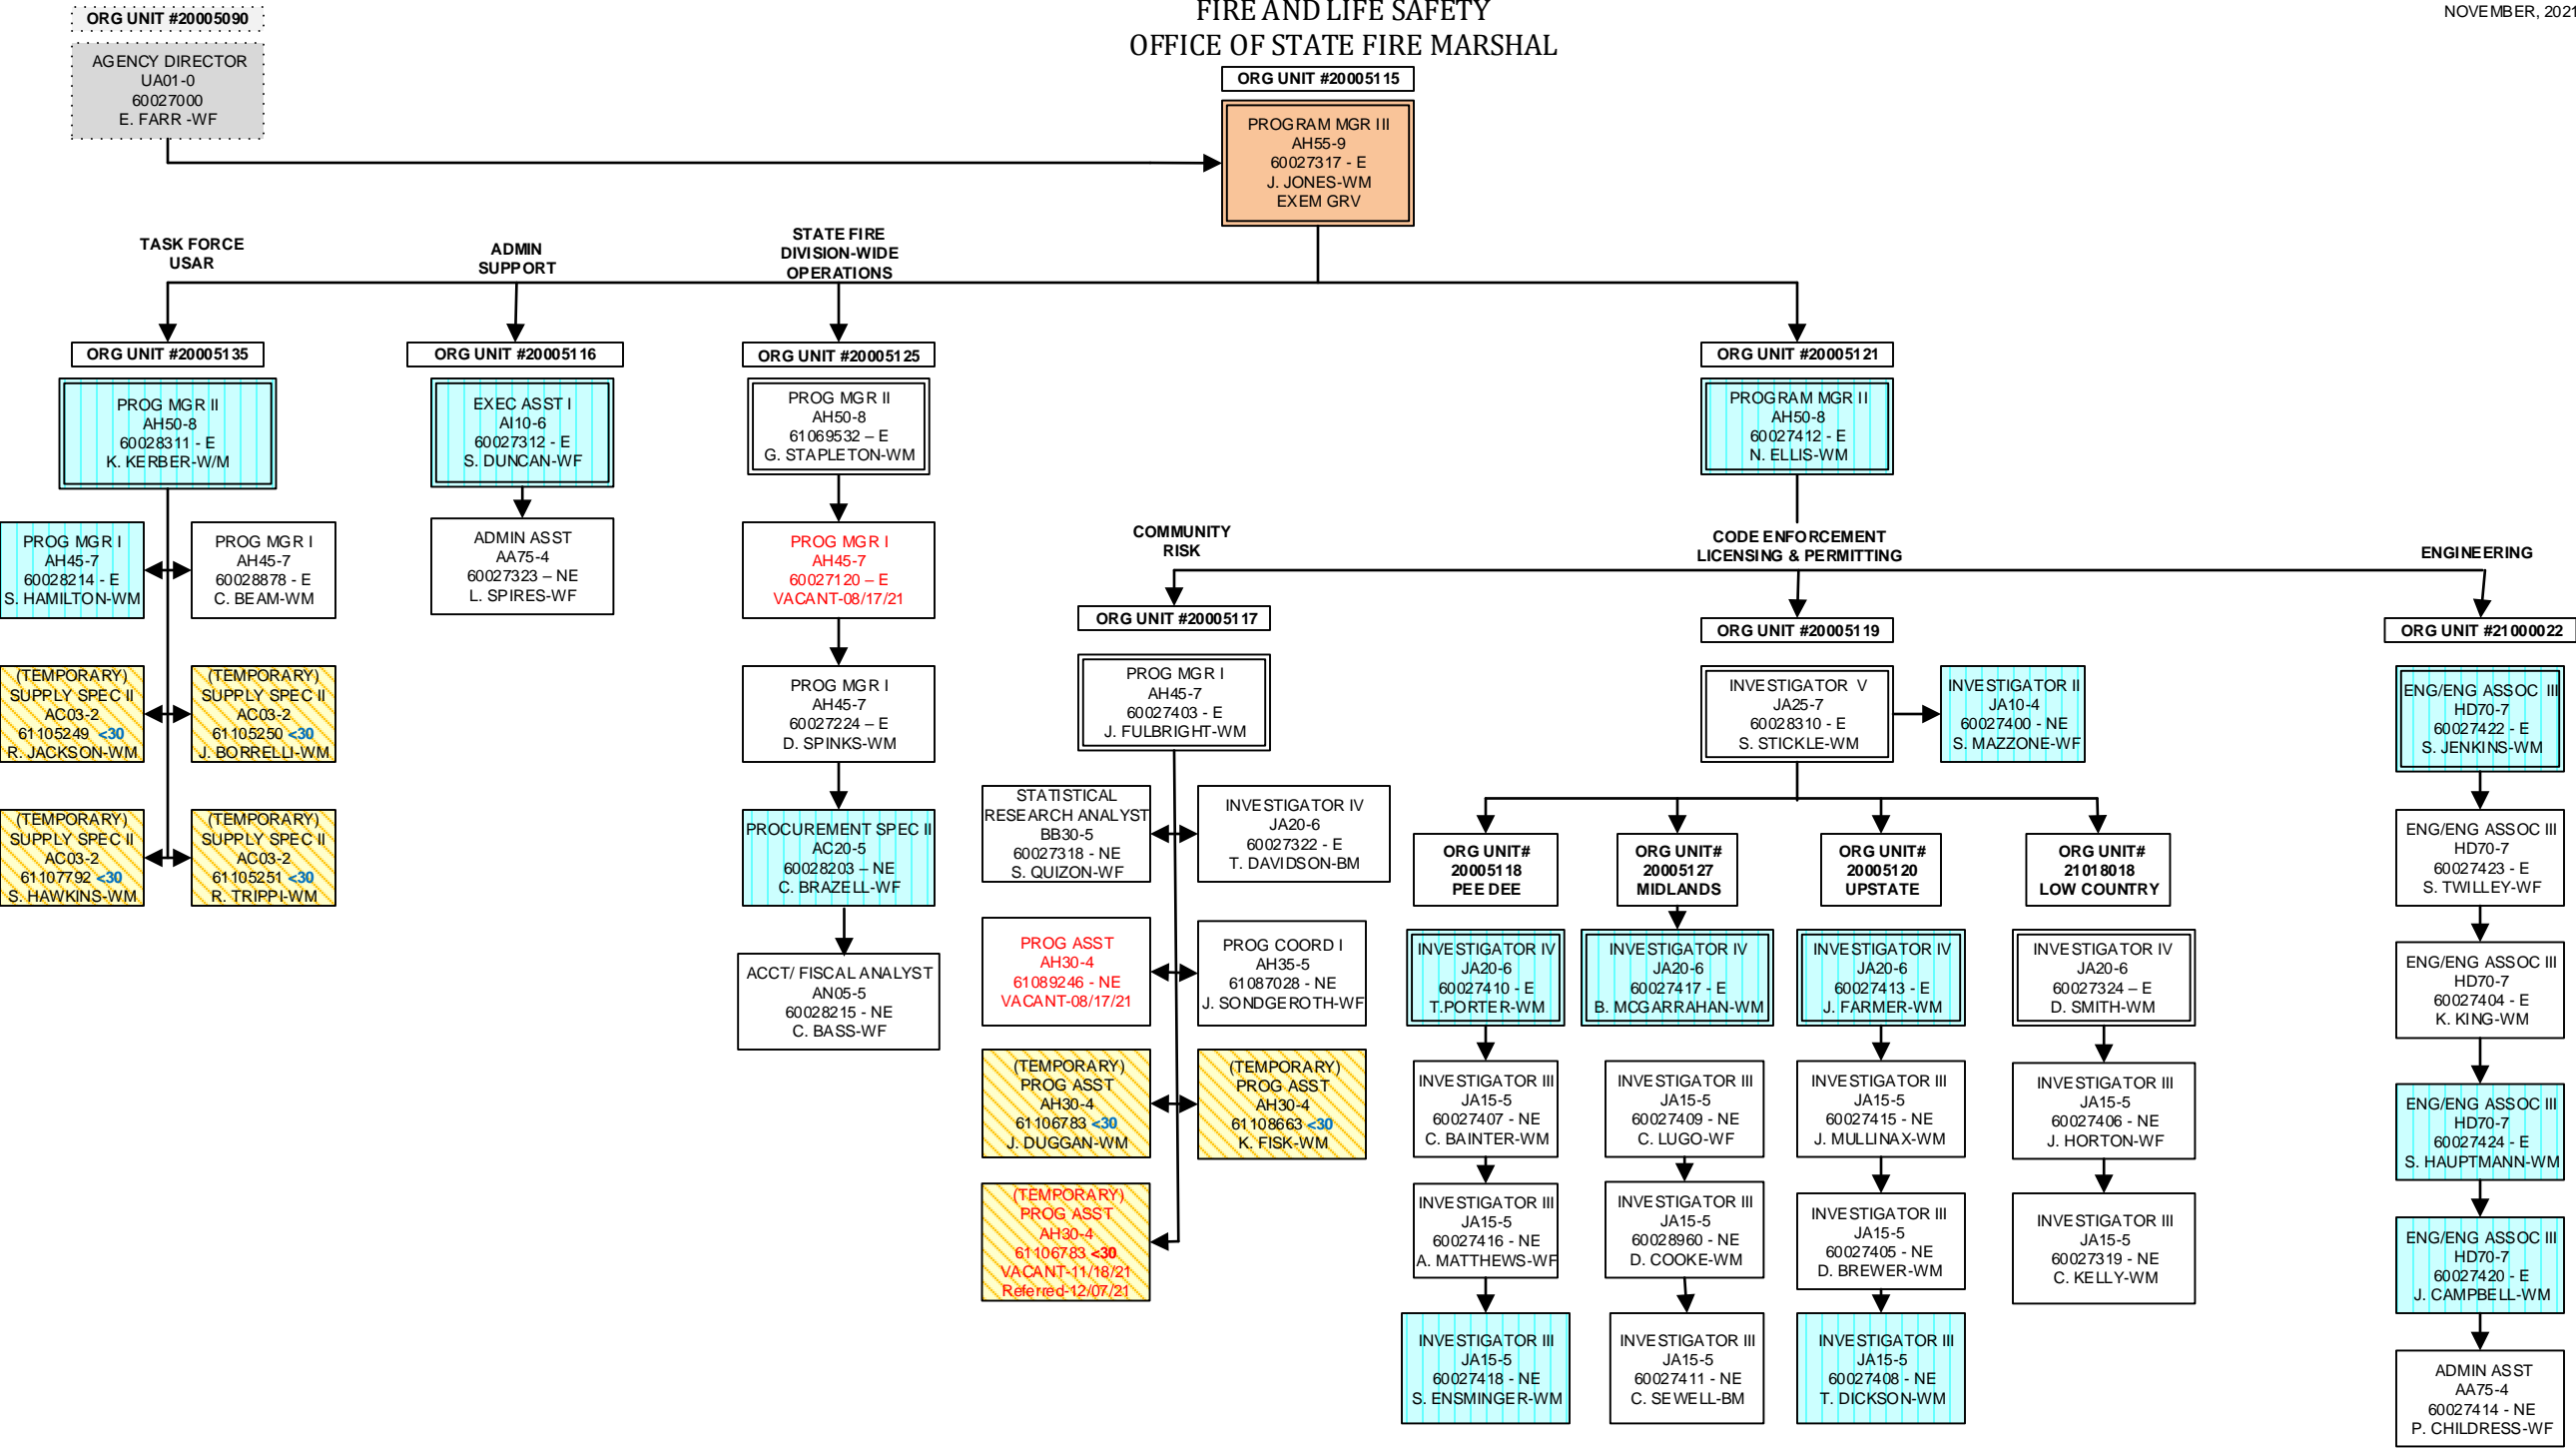 ORG UNIT #20005090
AGENCY DIRECTOR
UA01-0
60027000
E. FARR -WF
FIRE AND LIFE SAFETY
OFFICE OF STATE FIRE MARSHAL
NOVEMBER, 2021
ORG UNIT #20005115
PROGRAM MGR III
AH55-9
60027317 - E
J. JONES-WM
EXEM GRV
TASK FORCE
USAR
ADMIN
SUPPORT
STATE FIRE
DIVISION-WIDE
OPERATIONS
ORG UNIT #20005135
PROG MGR II
AH50-8
60028311 - E
K. KERBER-W/M
PROG MGR I
AH45-7
60028214 - E
S. HAMILTON-WM
PROG MGR I
AH45-7
60028878 - E
C. BEAM-WM
(TEMPORARY)
SUPPLY SPEC II
AC03-2
61105249 <30
R. JACKSON-WM
(TEMPORARY)
SUPPLY SPEC II
AC03-2
61105250 <30
J. BORRELLI-WM
(TEMPORARY)
SUPPLY SPEC II
AC03-2
61107792 <30
S. HAWKINS-WM
(TEMPORARY)
SUPPLY SPEC II
AC03-2
61105251 <30
R. TRIPPI-WM
ORG UNIT #20005116
EXEC ASST I
AI10-6
60027312 - E
S. DUNCAN-WF
ADMIN ASST
AA75-4
60027323 – NE
L. SPIRES-WF
ORG UNIT #20005125
PROG MGR II
AH50-8
61069532 – E
G. STAPLETON-WM
PROG MGR I
AH45-7
60027120 – E
VACANT-08/17/21
PROG MGR I
AH45-7
60027224 – E
D. SPINKS-WM
PROCUREMENT SPEC II
AC20-5
60028203 – NE
C. BRAZELL-WF
ACCT/ FISCAL ANALYST
AN05-5
60028215 - NE
C. BASS-WF
ORG UNIT #20005121
PROGRAM MGR II
AH50-8
60027412 - E
N. ELLIS-WM
COMMUNITY
RISK
CODE ENFORCEMENT
LICENSING & PERMITTING
ENGINEERING
ORG UNIT #20005117
PROG MGR I
AH45-7
60027403 - E
J. FULBRIGHT-WM
STATISTICAL
RESEARCH ANALYST
BB30-5
60027318 - NE
S. QUIZON-WF
INVESTIGATOR IV
JA20-6
60027322 - E
T. DAVIDSON-BM
PROG ASST
AH30-4
61089246 - NE
VACANT-08/17/21
PROG COORD I
AH35-5
61087028 - NE
J. SONDGEROTH-WF
(TEMPORARY)
PROG ASST
AH30-4
61106783 <30
J. DUGGAN-WM
(TEMPORARY)
PROG ASST
AH30-4
61108663 <30
K. FISK-WM
(TEMPORARY)
PROG ASST
AH30-4
61106783 <30
VACANT-11/18/21
Referred-12/07/21
ORG UNIT #20005119
INVESTIGATOR V
JA25-7
60028310 - E
S. STICKLE-WM
INVESTIGATOR II
JA10-4
60027400 - NE
S. MAZZONE-WF
ORG UNIT#
20005118
PEE DEE
INVESTIGATOR IV
JA20-6
60027410 - E
T.PORTER-WM
INVESTIGATOR III
JA15-5
60027407 - NE
C. BAINTER-WM
INVESTIGATOR III
JA15-5
60027416 - NE
A. MATTHEWS-WF
INVESTIGATOR III
JA15-5
60027418 - NE
S. ENSMINGER-WM
ORG UNIT#
20005127
MIDLANDS
INVESTIGATOR IV
JA20-6
60027417 - E
B. MCGARRAHAN-WM
INVESTIGATOR III
JA15-5
60027409 - NE
C. LUGO-WF
INVESTIGATOR III
JA15-5
60028960 - NE
D. COOKE-WM
INVESTIGATOR III
JA15-5
60027411 - NE
C. SEWELL-BM
ORG UNIT#
20005120
UPSTATE
INVESTIGATOR IV
JA20-6
60027413 - E
J. FARMER-WM
INVESTIGATOR III
JA15-5
60027415 - NE
J. MULLINAX-WM
INVESTIGATOR III
JA15-5
60027405 - NE
D. BREWER-WM
INVESTIGATOR III
JA15-5
60027408 - NE
T. DICKSON-WM
ORG UNIT#
21018018
LOW COUNTRY
INVESTIGATOR IV
JA20-6
60027324 – E
D. SMITH-WM
INVESTIGATOR III
JA15-5
60027406 - NE
J. HORTON-WF
INVESTIGATOR III
JA15-5
60027319 - NE
C. KELLY-WM
ORG UNIT #21000022
ENG/ENG ASSOC III
HD70-7
60027422 - E
S. JENKINS-WM
ENG/ENG ASSOC III
HD70-7
60027423 - E
S. TWILLEY-WF
ENG/ENG ASSOC III
HD70-7
60027404 - E
K. KING-WM
ENG/ENG ASSOC III
HD70-7
60027424 - E
S. HAUPTMANN-WM
ENG/ENG ASSOC III
HD70-7
60027420 - E
J. CAMPBELL-WM
ADMIN ASST
AA75-4
60027414 - NE
P. CHILDRESS-WF